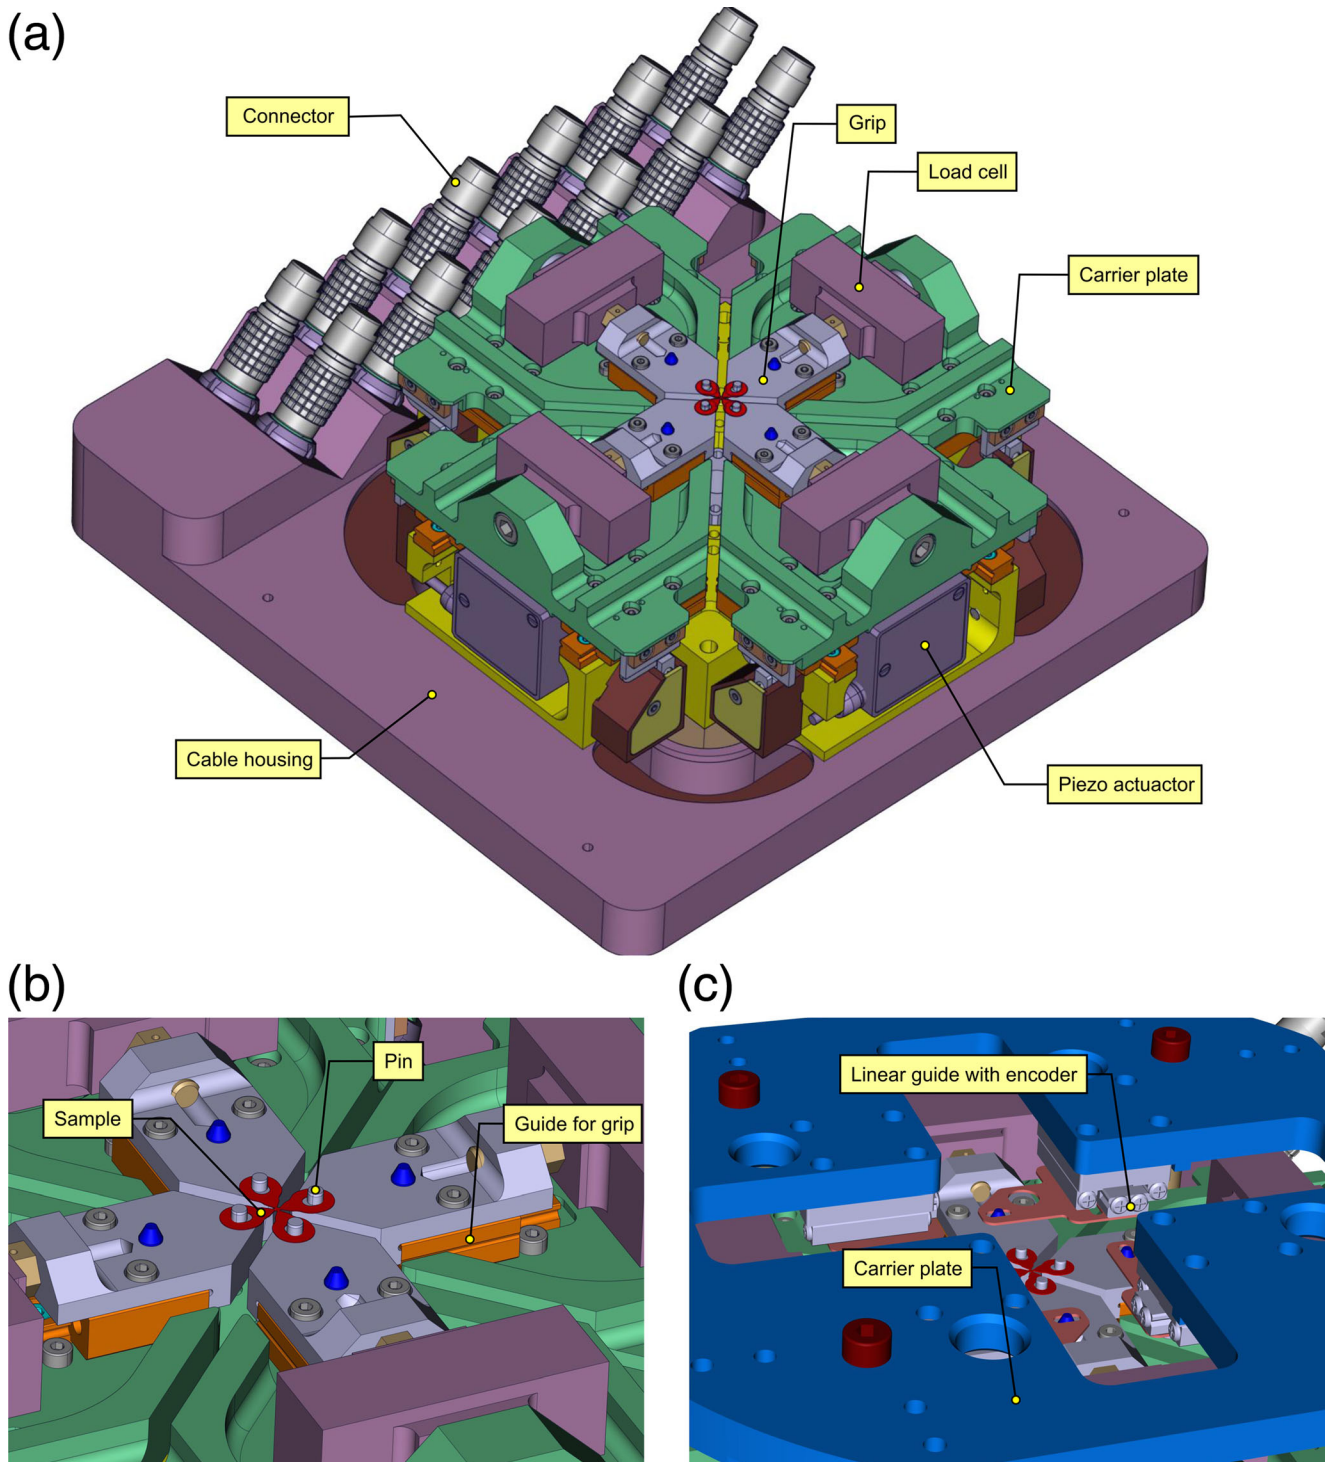 (a)
Connector
Grip
Load cell
Carrier plate
Cable housing
Piezo actuactor
(b)
Pin
Sample
Guide for grip
(c)
Linear guide with encoder
Carrier plate